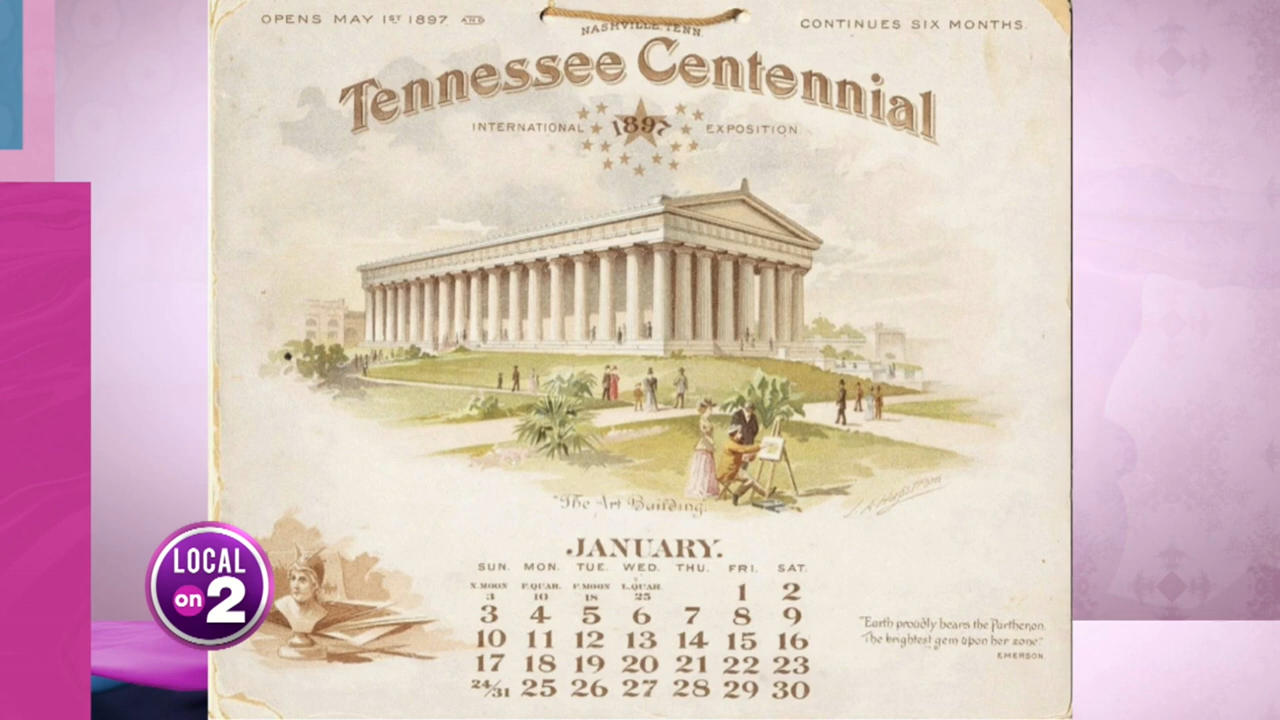 OPENS MAY 1ST 1897 AND
CONTINUES SIX MONTHS.
NASHVILLE, TENN.
Tennessee Centennial
INTERNATIONAL 1897 EXPOSITION.
"The Art Building."
JANUARY.
SUN. MON. TUE. WED. THU. FRI. SAT.
N.MOON F.QUAR. F.MOON L.QUAR.
3 10 18 25 1 2
3 4 5 6 7 8 9
10 11 12 13 14 15 16
17 18 19 20 21 22 23
24/31 25 26 27 28 29 30
"Earth proudly bears the Parthenon,
The brightest gem upon her zone."
EMERSON.
LOCAL
on 2